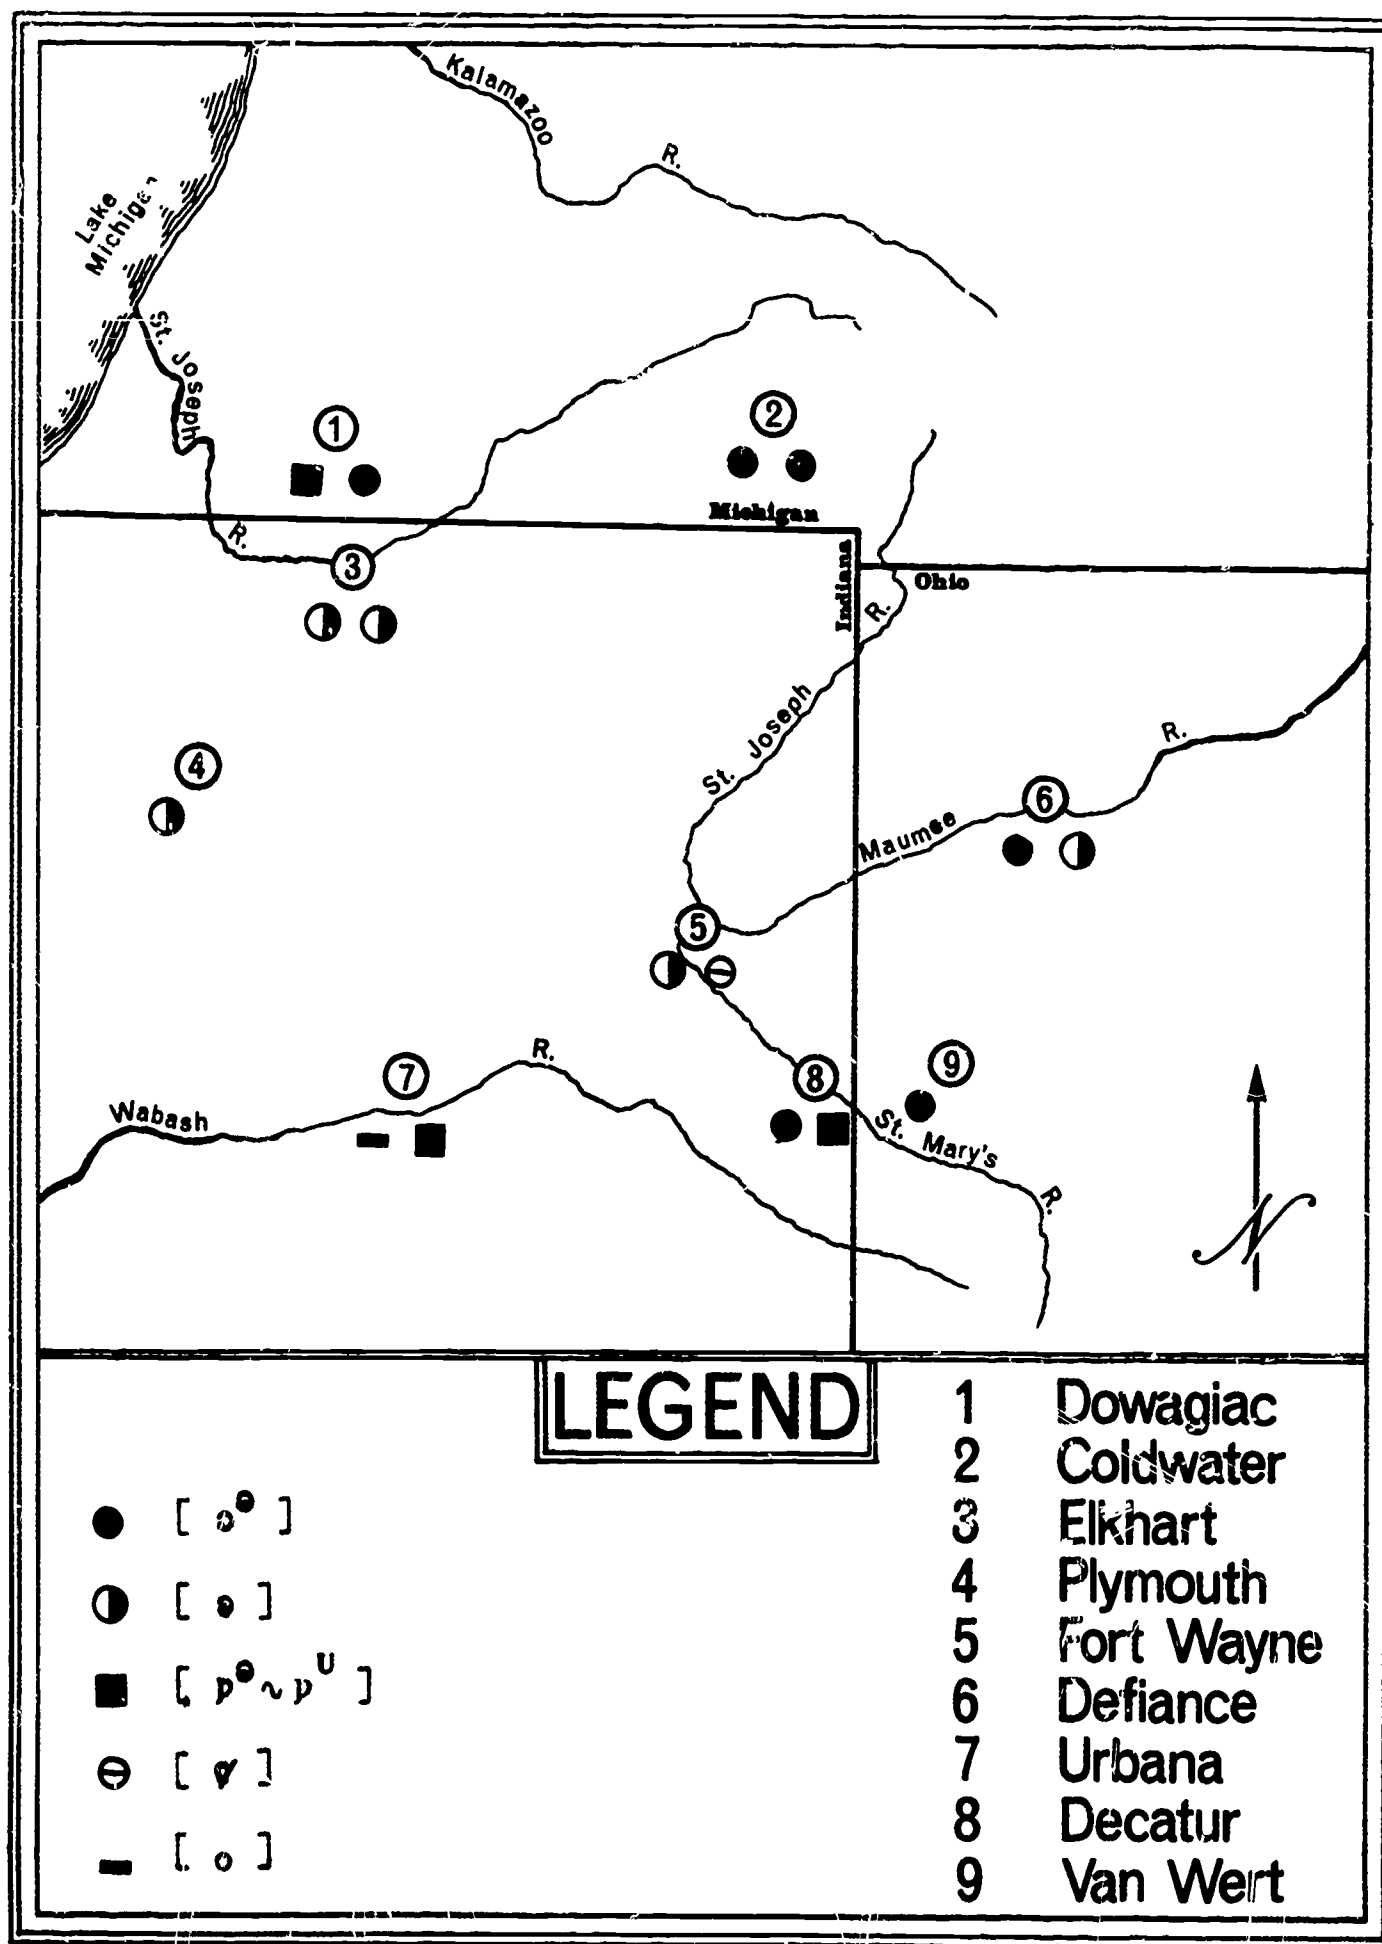 Kalamazoo R.
Lake
St. Joseph R.
1
2
Michigan
Indiana
Ohio
3
St. Joseph R.
4
Maumee R.
6
5
Wabash R.
7
8
9
St. Mary's R.
N
LEGEND
1 Dowagiac
2 Coldwater
3 Elkhart
4 Plymouth
5 Fort Wayne
6 Defiance
7 Urbana
8 Decatur
9 Van Wert
[ o ]